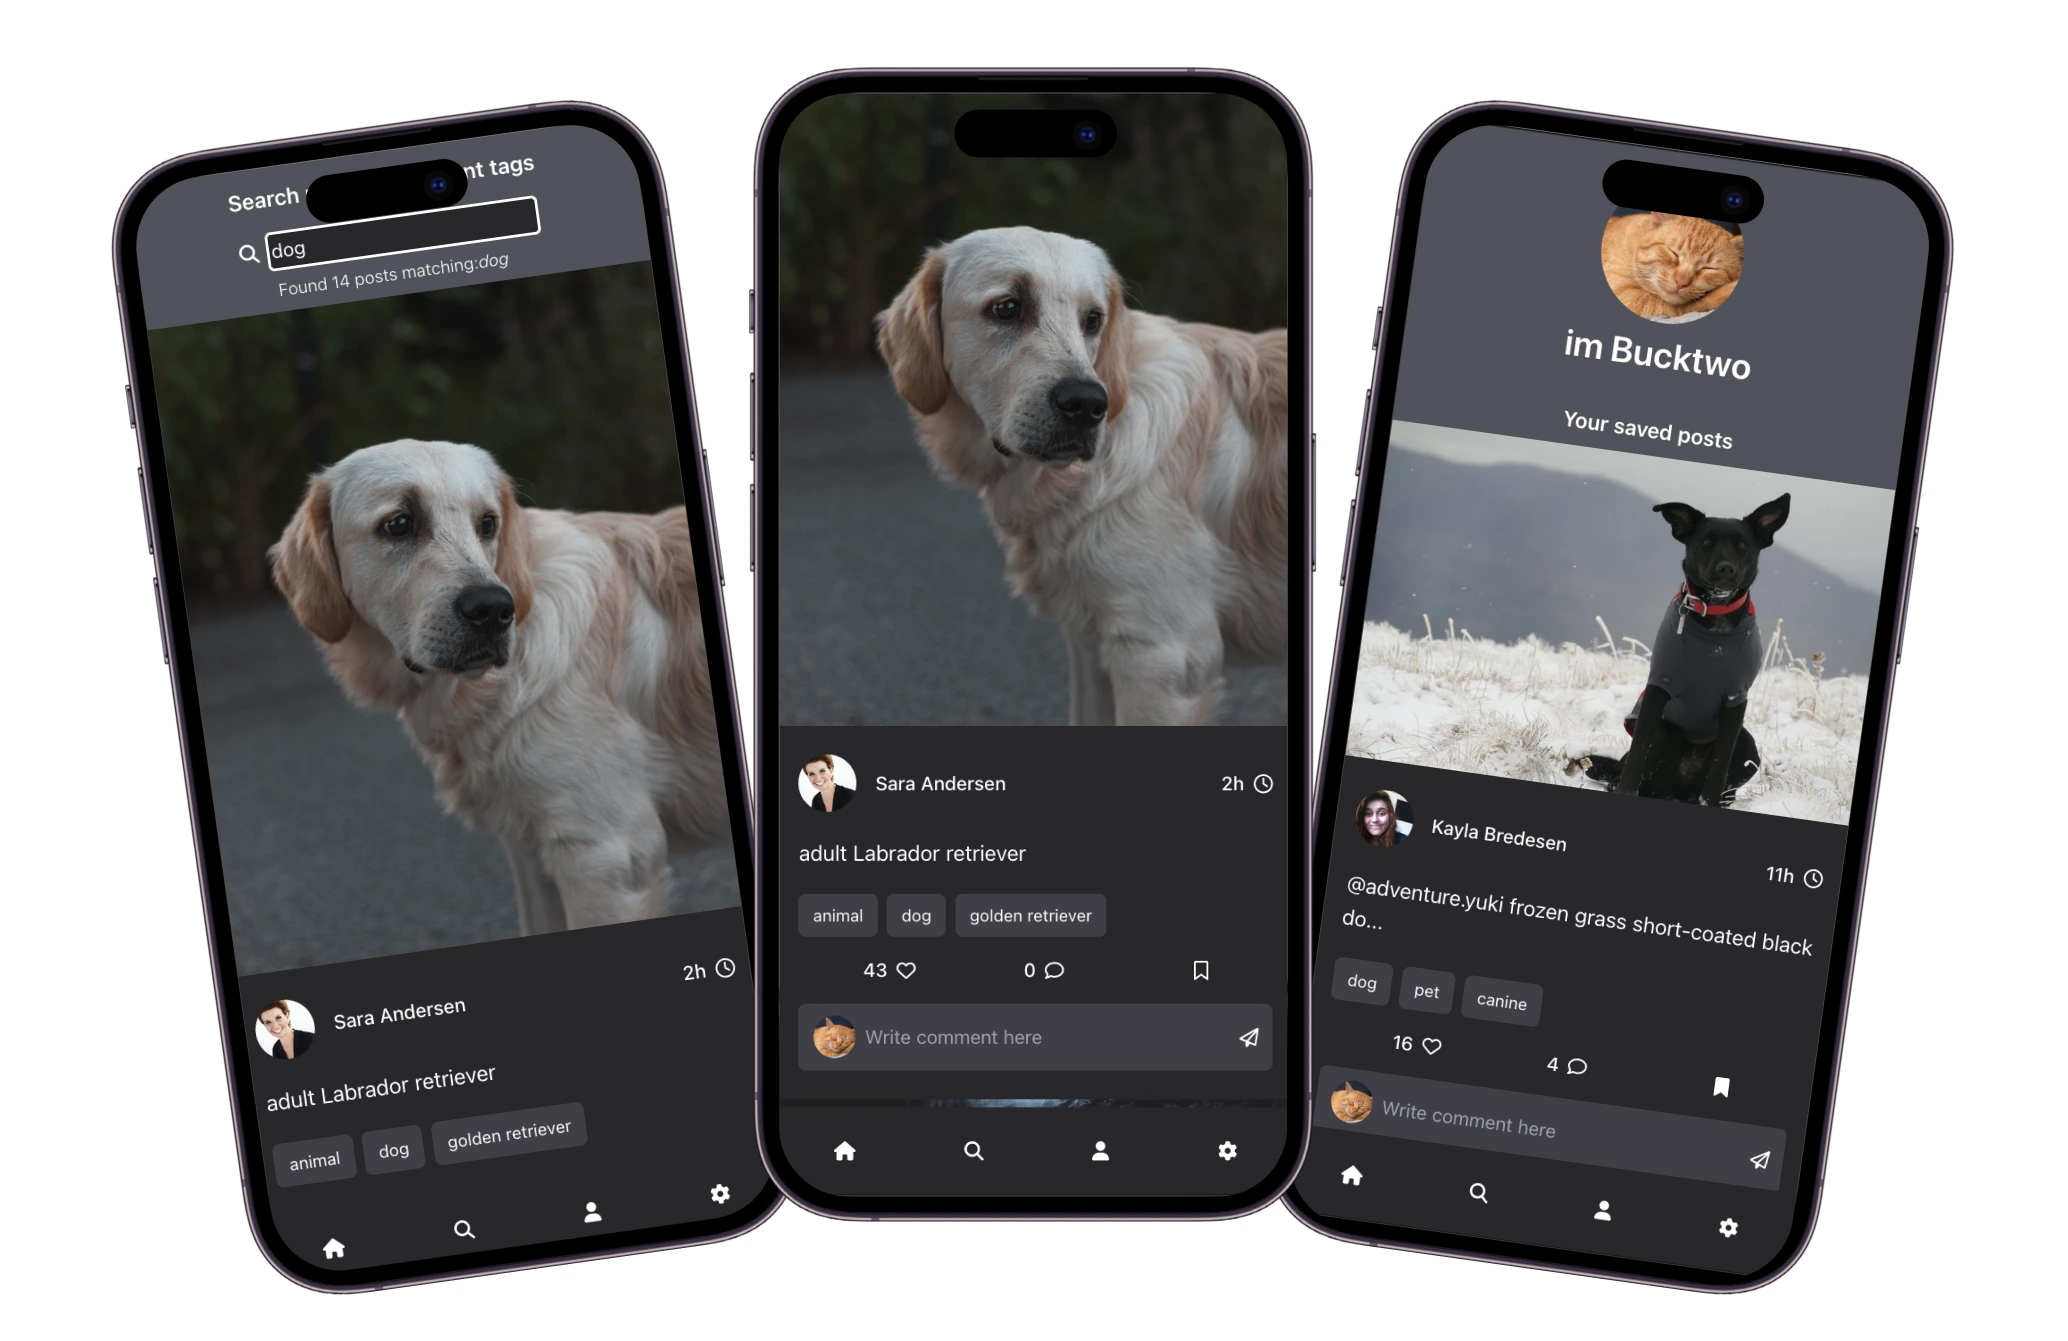 Search
nt tags
dog
Found 14 posts matching:dog
Sara Andersen
2h
adult Labrador retriever
animal
dog
golden retriever
Sara Andersen
2h
adult Labrador retriever
animal
dog
golden retriever
43
0
Write comment here
im Bucktwo
Your saved posts
Kayla Bredesen
11h
@adventure.yuki frozen grass short-coated black
do...
dog
pet
canine
16
4
Write comment here